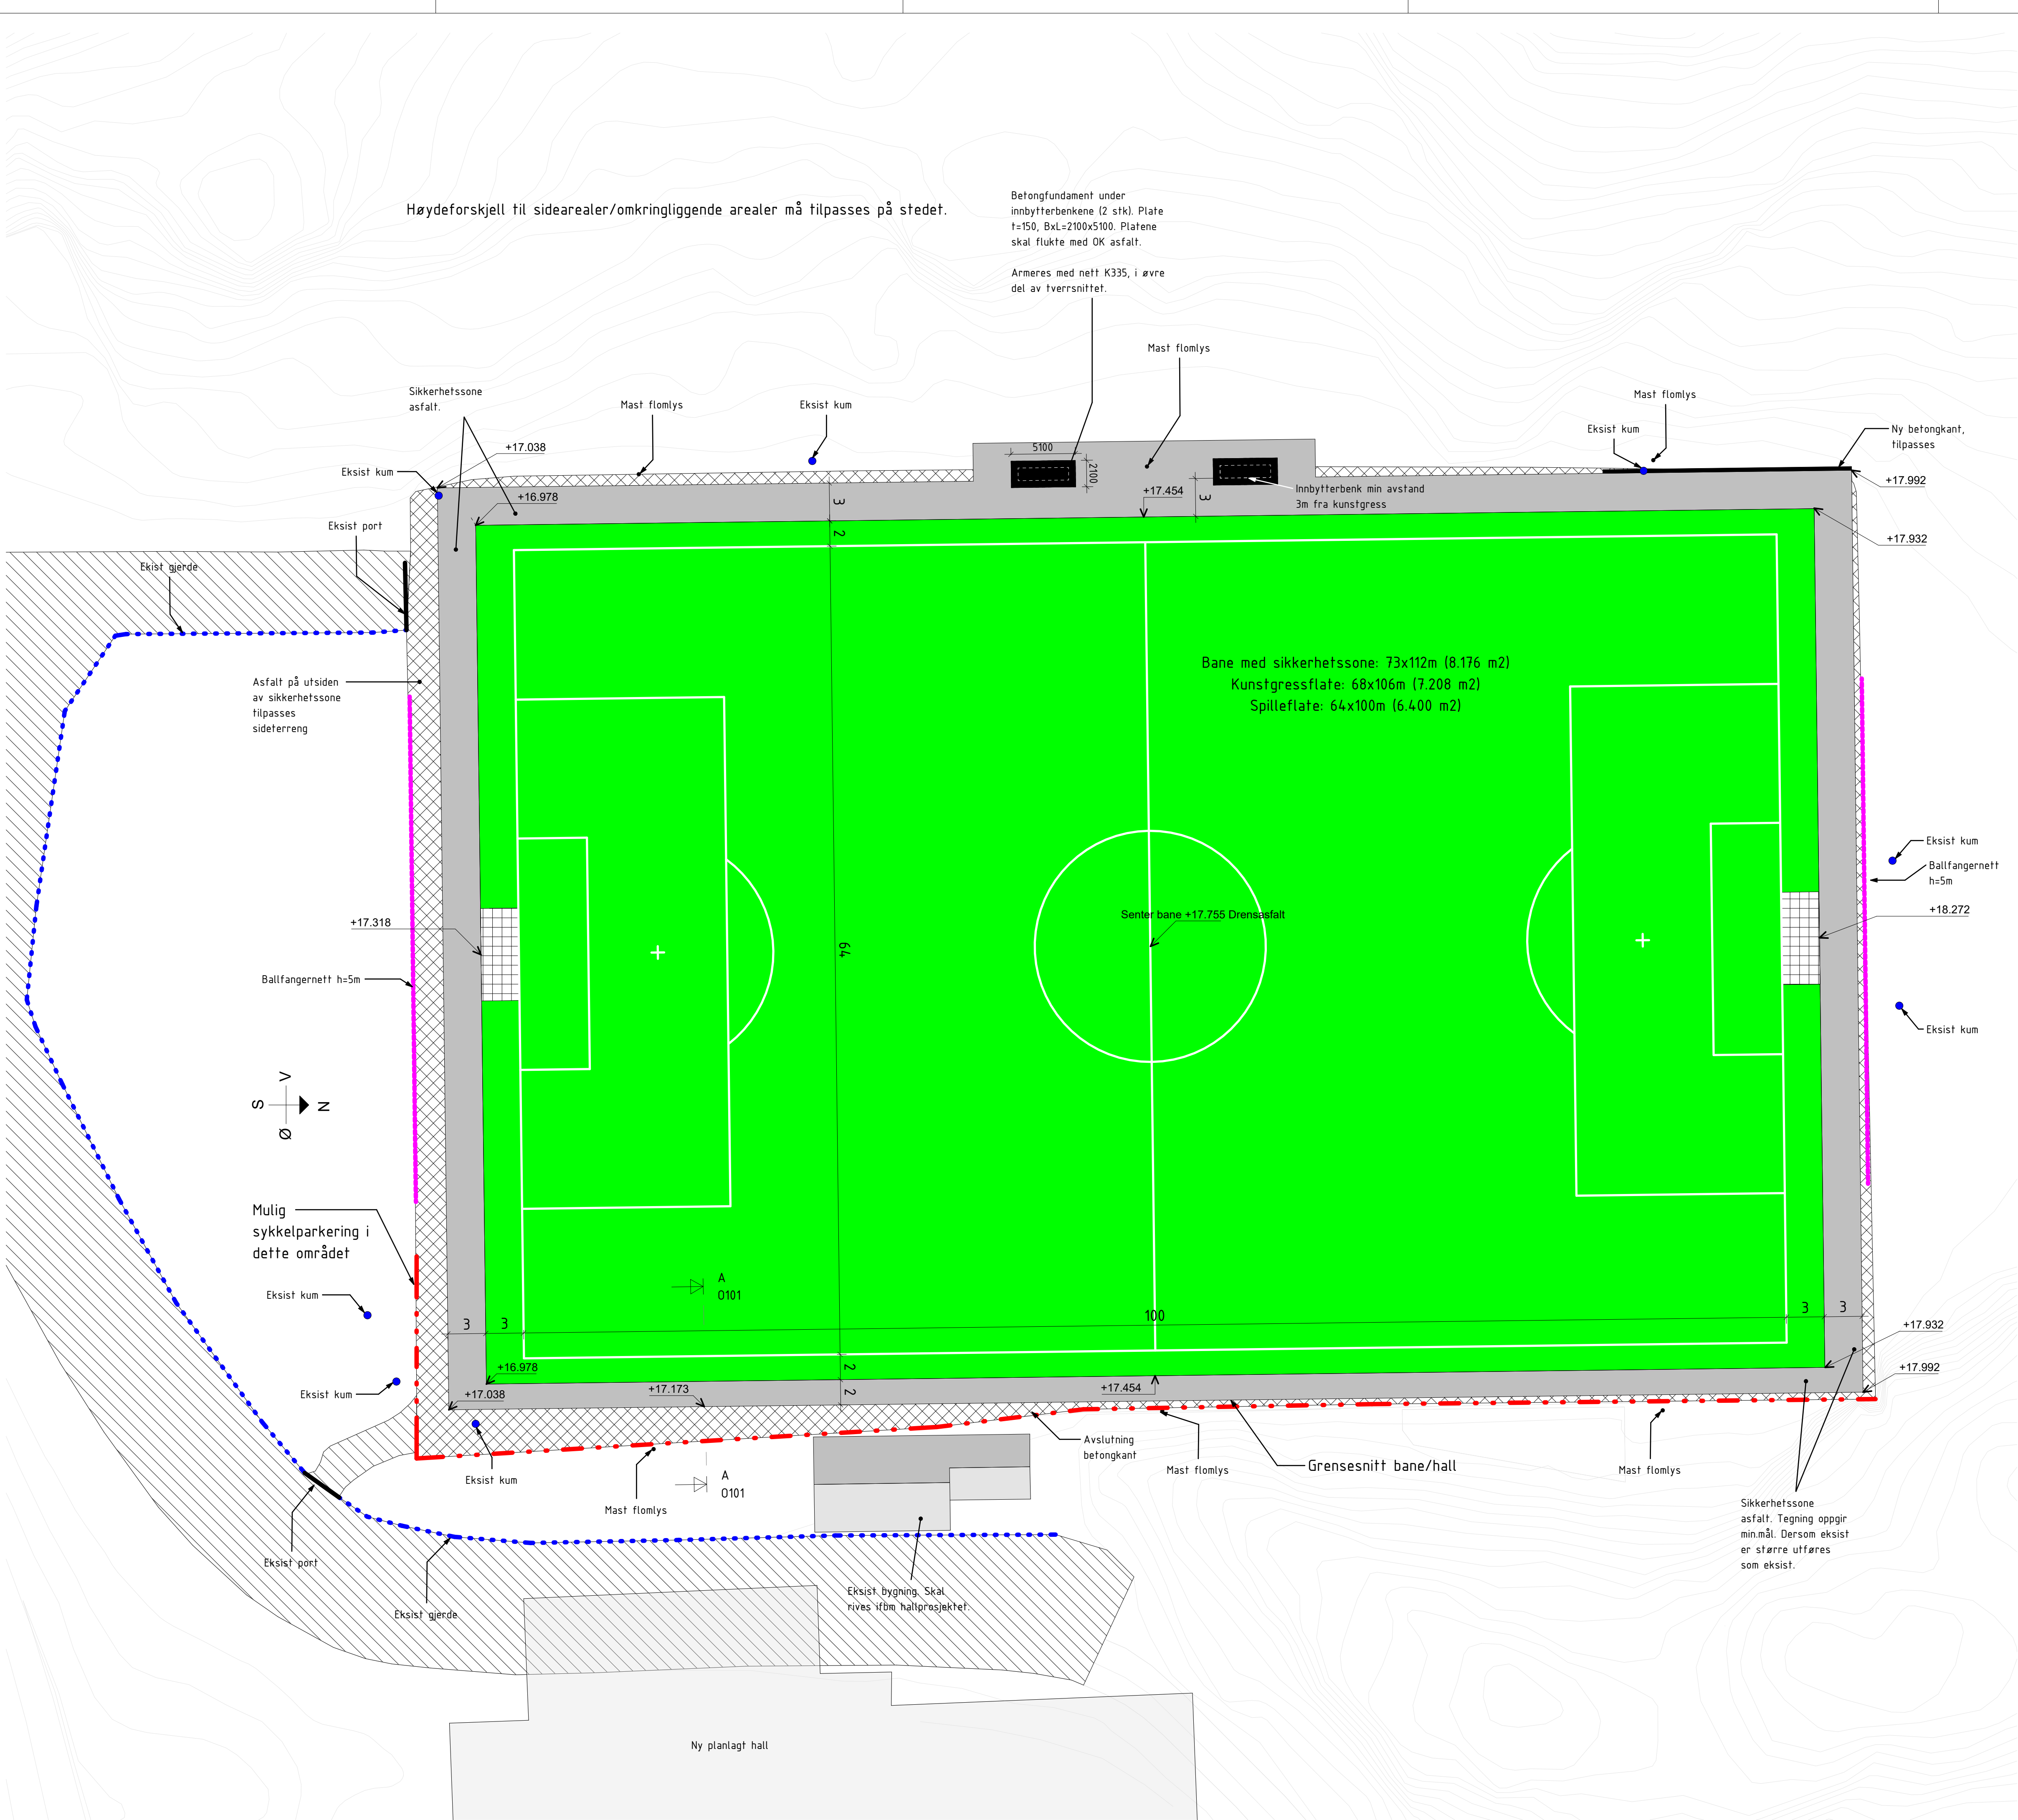 Høydeforskjell til sidearealer/omkringliggende arealer må tilpasses på stedet.
Betongfundament under
innbytterbenkene (2 stk). Plate
t=150, BxL=2100x5100. Platene
skal flukte med OK asfalt.
Armeres med nett K335, i øvre
del av tverrsnittet.
Mast flomlys
Sikkerhetssone
asfalt.
Mast flomlys
Eksist kum
Mast flomlys
Eksist kum
Ny betongkant,
tilpasses
+17.038
5100
2100
Eksist kum
+17.992
+16.978
3
+17.454
3
Innbytterbenk min avstand
3m fra kunstgress
Eksist port
2
+17.932
Ekist gjerde
Bane med sikkerhetssone: 73x112m (8.176 m2)
Kunstgressflate: 68x106m (7.208 m2)
Spilleflate: 64x100m (6.400 m2)
Asfalt på utsiden
av sikkerhetssone
tilpasses
sideterreng
Eksist kum
Ballfangernett
h=5m
+17.318
Senter bane +17.755 Drensasfalt
+18.272
64
Ballfangernett h=5m
Eksist kum
V
S
N
Ø
Mulig
sykkelparkering i
dette området
A
O101
Eksist kum
3
3
100
3
3
+17.932
+16.978
2
+17.992
Eksist kum
+17.038
+17.173
2
+17.454
Avslutning
betongkant
Grensesnitt bane/hall
Eksist kum
A
O101
Mast flomlys
Mast flomlys
Mast flomlys
Sikkerhetssone
asfalt. Tegning oppgir
min.mål. Dersom eksist
er større utføres
som eksist.
Eksist port
Eksist bygning. Skal
rives ifbm hallprosjektet.
Eksist gjerde
Ny planlagt hall